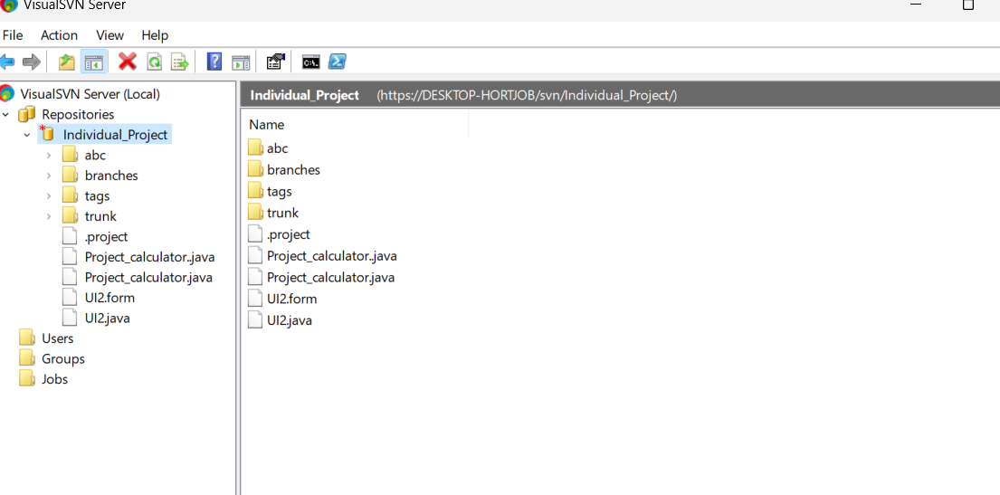 VisualSVN Server
File Action View Help
VisualSVN Server (Local)
Repositories
Individual_Project
abc
branches
tags
trunk
.project
Project_calculator..java
Project_calculator.java
UI2.form
UI2.java
Users
Groups
Jobs
Individual_Project (https://DESKTOP-HORTJOB/svn/Individual_Project/)
Name
abc
branches
tags
trunk
.project
Project_calculator..java
Project_calculator.java
UI2.form
UI2.java